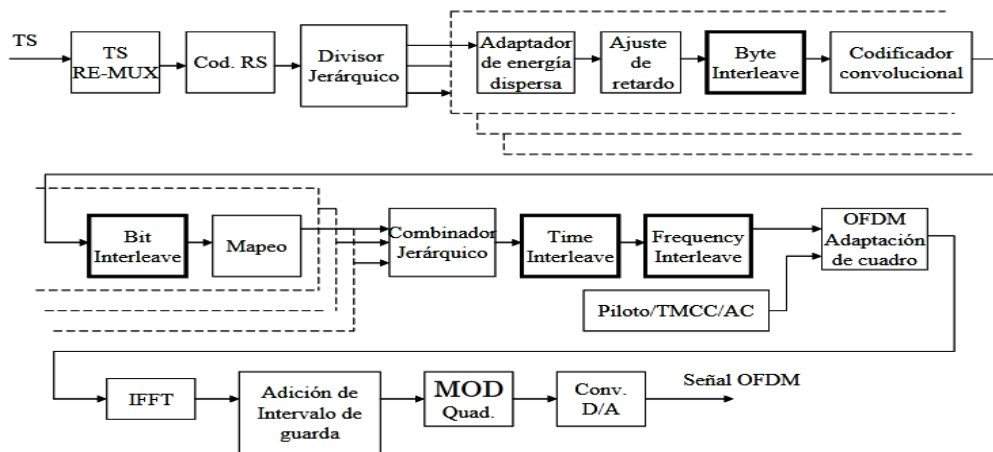 TS
TS
RE-MUX
Cod. RS
Divisor
Jerárquico
Adaptador
de energía
dispersa
Ajuste
de
retardo
Byte
Interleave
Codificador
convolucional
Bit
Interleave
Mapeo
Combinador
Jerárquico
Time
Interleave
Frequency
Interleave
OFDM
Adaptación
de cuadro
Piloto/TMCC/AC
IFFT
Adición de
Intervalo de
guarda
MOD
Quad.
Conv.
D/A
Señal OFDM